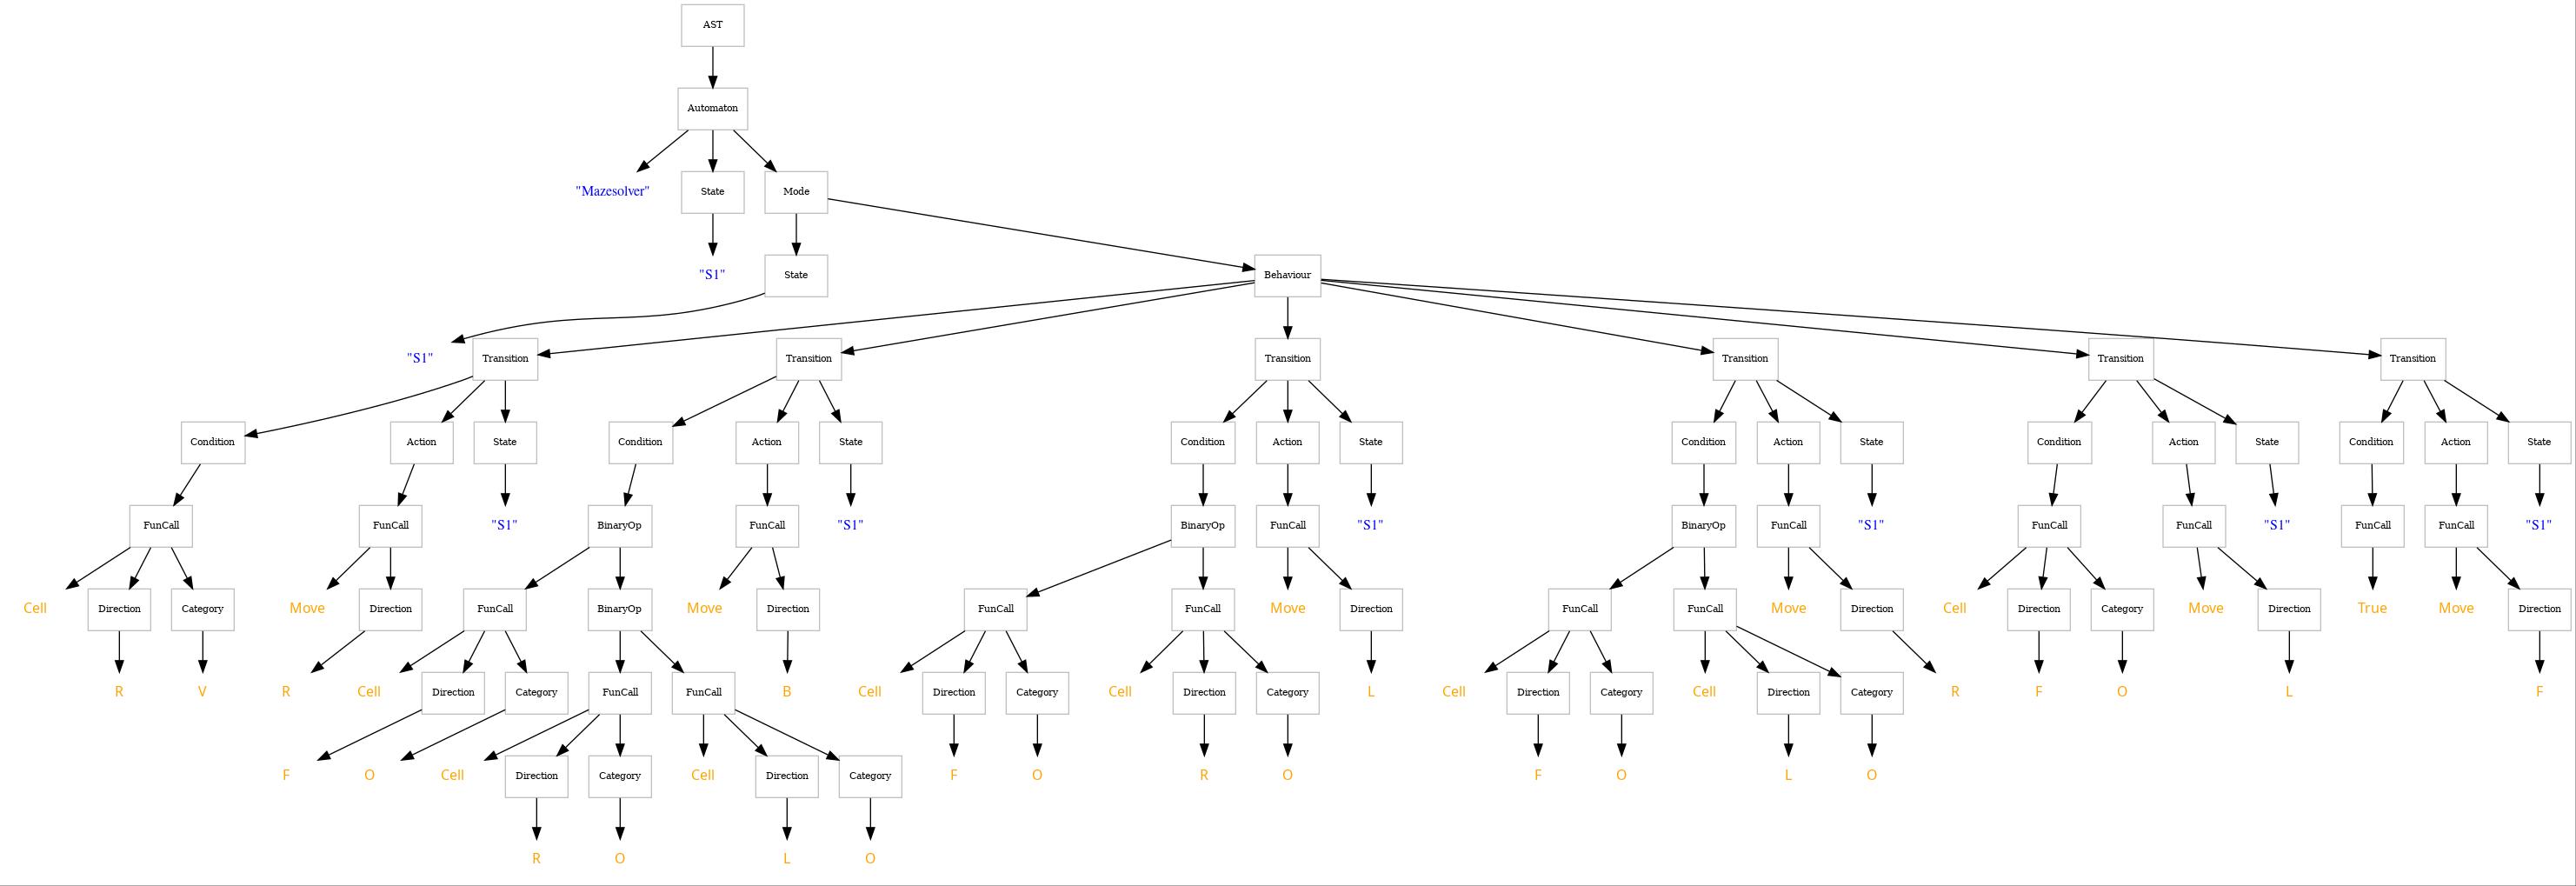 AST
Automaton
"Mazesolver" State Mode
"S1" State Behaviour
"S1" Transition Transition Transition Transition Transition Transition
Condition Action State Condition Action State Condition Action State Condition Action State Condition Action State Condition Action State
FunCall FunCall "S1" BinaryOp FunCall "S1" BinaryOp FunCall "S1" BinaryOp FunCall "S1" FunCall FunCall "S1" FunCall FunCall "S1"
Cell Direction Category Move Direction FunCall BinaryOp Move Direction FunCall FunCall Move Direction FunCall FunCall Move Direction Cell Direction Category Move Direction True Move Direction
R V R Cell Direction Category FunCall FunCall B Cell Direction Category Cell Direction Category L Cell Direction Category Cell Direction Category R F O L F
F O Cell Direction Category Cell Direction Category F O R O F O L O
R O L O